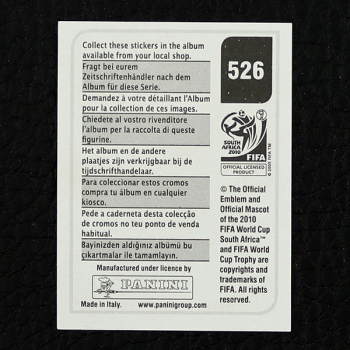 Collect these stickers in the album
available from your local shop.
Fragt bei eurem
Zeitschriftenhändler nach dem
Album für diese Serie.
Demandez à votre détaillant l'Album
pour la collection de ces images.
Chiedete al vostro rivenditore
l'album per la raccolta di queste
figurine.
Het album en de andere
plaatjes zijn verkrijgbaar bij de
tijdschrifthandelaar.
Para coleccionar estos cromos
compra tu álbum en cualquier
kiosco.
Pede a caderneta desta colecção
de cromos no teu ponto de venda
habitual.
Bayinizden aldığınız albümü bu
çıkartmalar ile tamamlayin.
Manufactured under licence by
PANINI
Made in Italy. www.paninigroup.com
526
SOUTH AFRICA
2010
FIFA
OFFICIAL LICENSED
PRODUCT
© The Official
Emblem and
Official Mascot
of the 2010
FIFA World Cup
South Africa™ and
FIFA World Cup
Trophy are
copyrights and
trademarks of
FIFA. All rights
reserved.